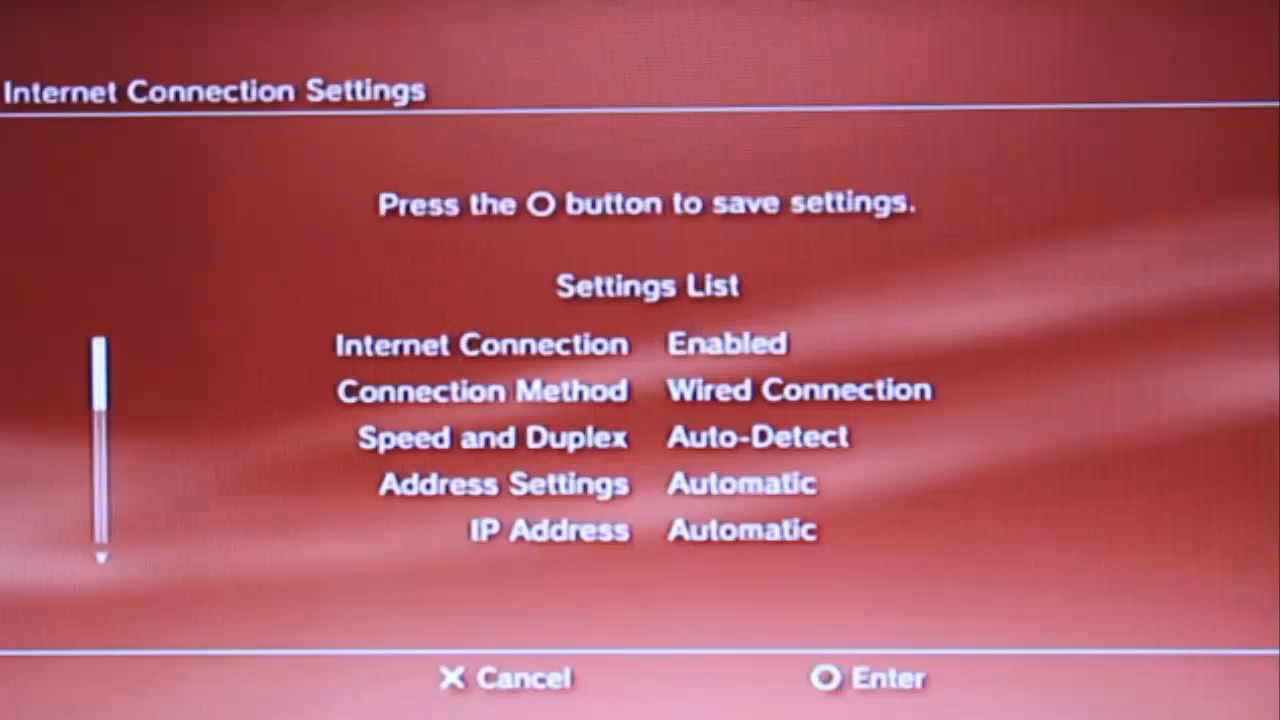 Internet Connection Settings
Press the O button to save settings.
Settings List
Internet Connection Enabled
Connection Method Wired Connection
Speed and Duplex Auto-Detect
Address Settings Automatic
IP Address Automatic
X Cancel O Enter